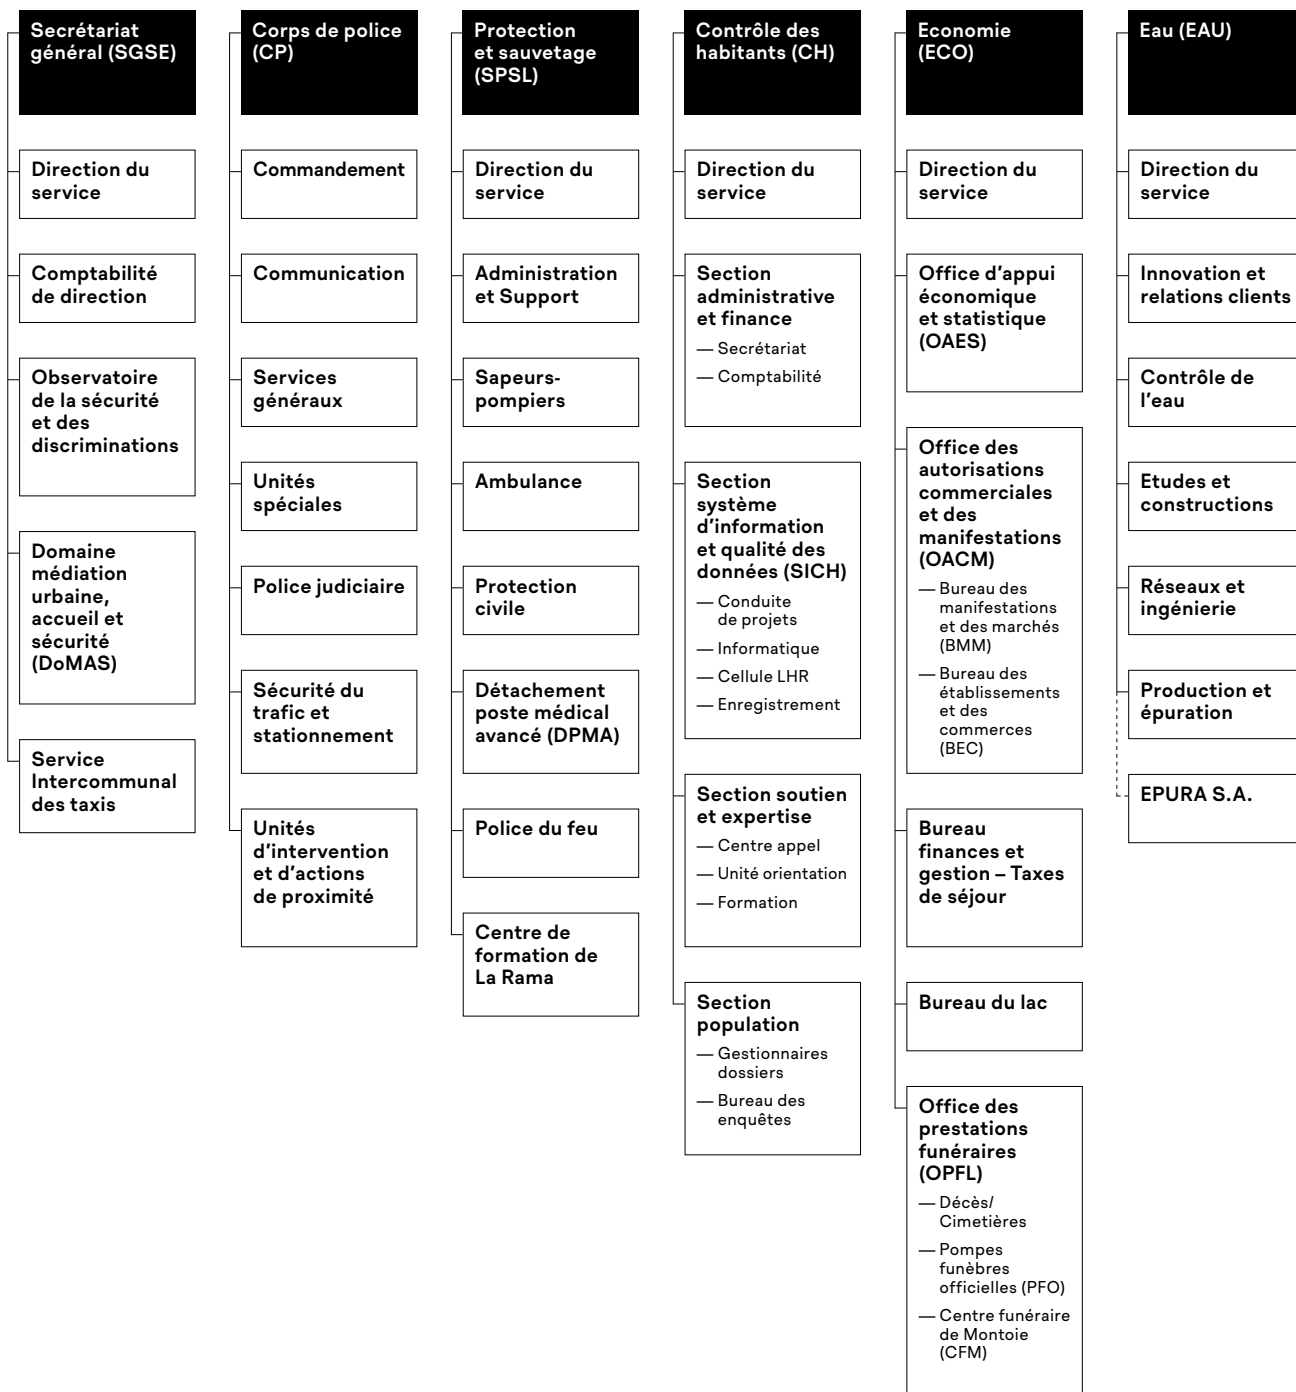 Secrétariat
général (SGSE)
Direction du
service
Comptabilité
de direction
Observatoire
de la sécurité
et des
discriminations
Domaine
médiation
urbaine,
accueil et
sécurité
(DoMAS)
Service
Intercommunal
des taxis
Corps de police
(CP)
Commandement
Communication
Services
généraux
Unités
spéciales
Police judiciaire
Sécurité du
trafic et
stationnement
Unités
d'intervention
et d'actions
de proximité
Protection
et sauvetage
(SPSL)
Direction du
service
Administration
et Support
Sapeurs-
pompiers
Ambulance
Protection
civile
Détachement
poste médical
avancé (DPMA)
Police du feu
Centre de
formation de
La Rama
Contrôle des
habitants (CH)
Direction du
service
Section
administrative
et finance
— Secrétariat
— Comptabilité
Section
système
d'information
et qualité des
données (SICH)
— Conduite
de projets
— Informatique
— Cellule LHR
— Enregistrement
Section soutien
et expertise
— Centre appel
— Unité orientation
— Formation
Section
population
— Gestionnaires
dossiers
— Bureau des
enquêtes
Economie
(ECO)
Direction du
service
Office d'appui
économique
et statistique
(OAES)
Office des
autorisations
commerciales
et des
manifestations
(OACM)
— Bureau des
manifestations
et des marchés
(BMM)
— Bureau des
établissements
et des
commerces
(BEC)
Bureau
finances et
gestion – Taxes
de séjour
Bureau du lac
Office des
prestations
funéraires
(OPFL)
— Décès/
Cimetières
— Pompes
funèbres
officielles (PFO)
— Centre funéraire
de Montoie
(CFM)
Eau (EAU)
Direction du
service
Innovation et
relations clients
Contrôle de
l'eau
Etudes et
constructions
Réseaux et
ingénierie
Production et
épuration
EPURA S.A.